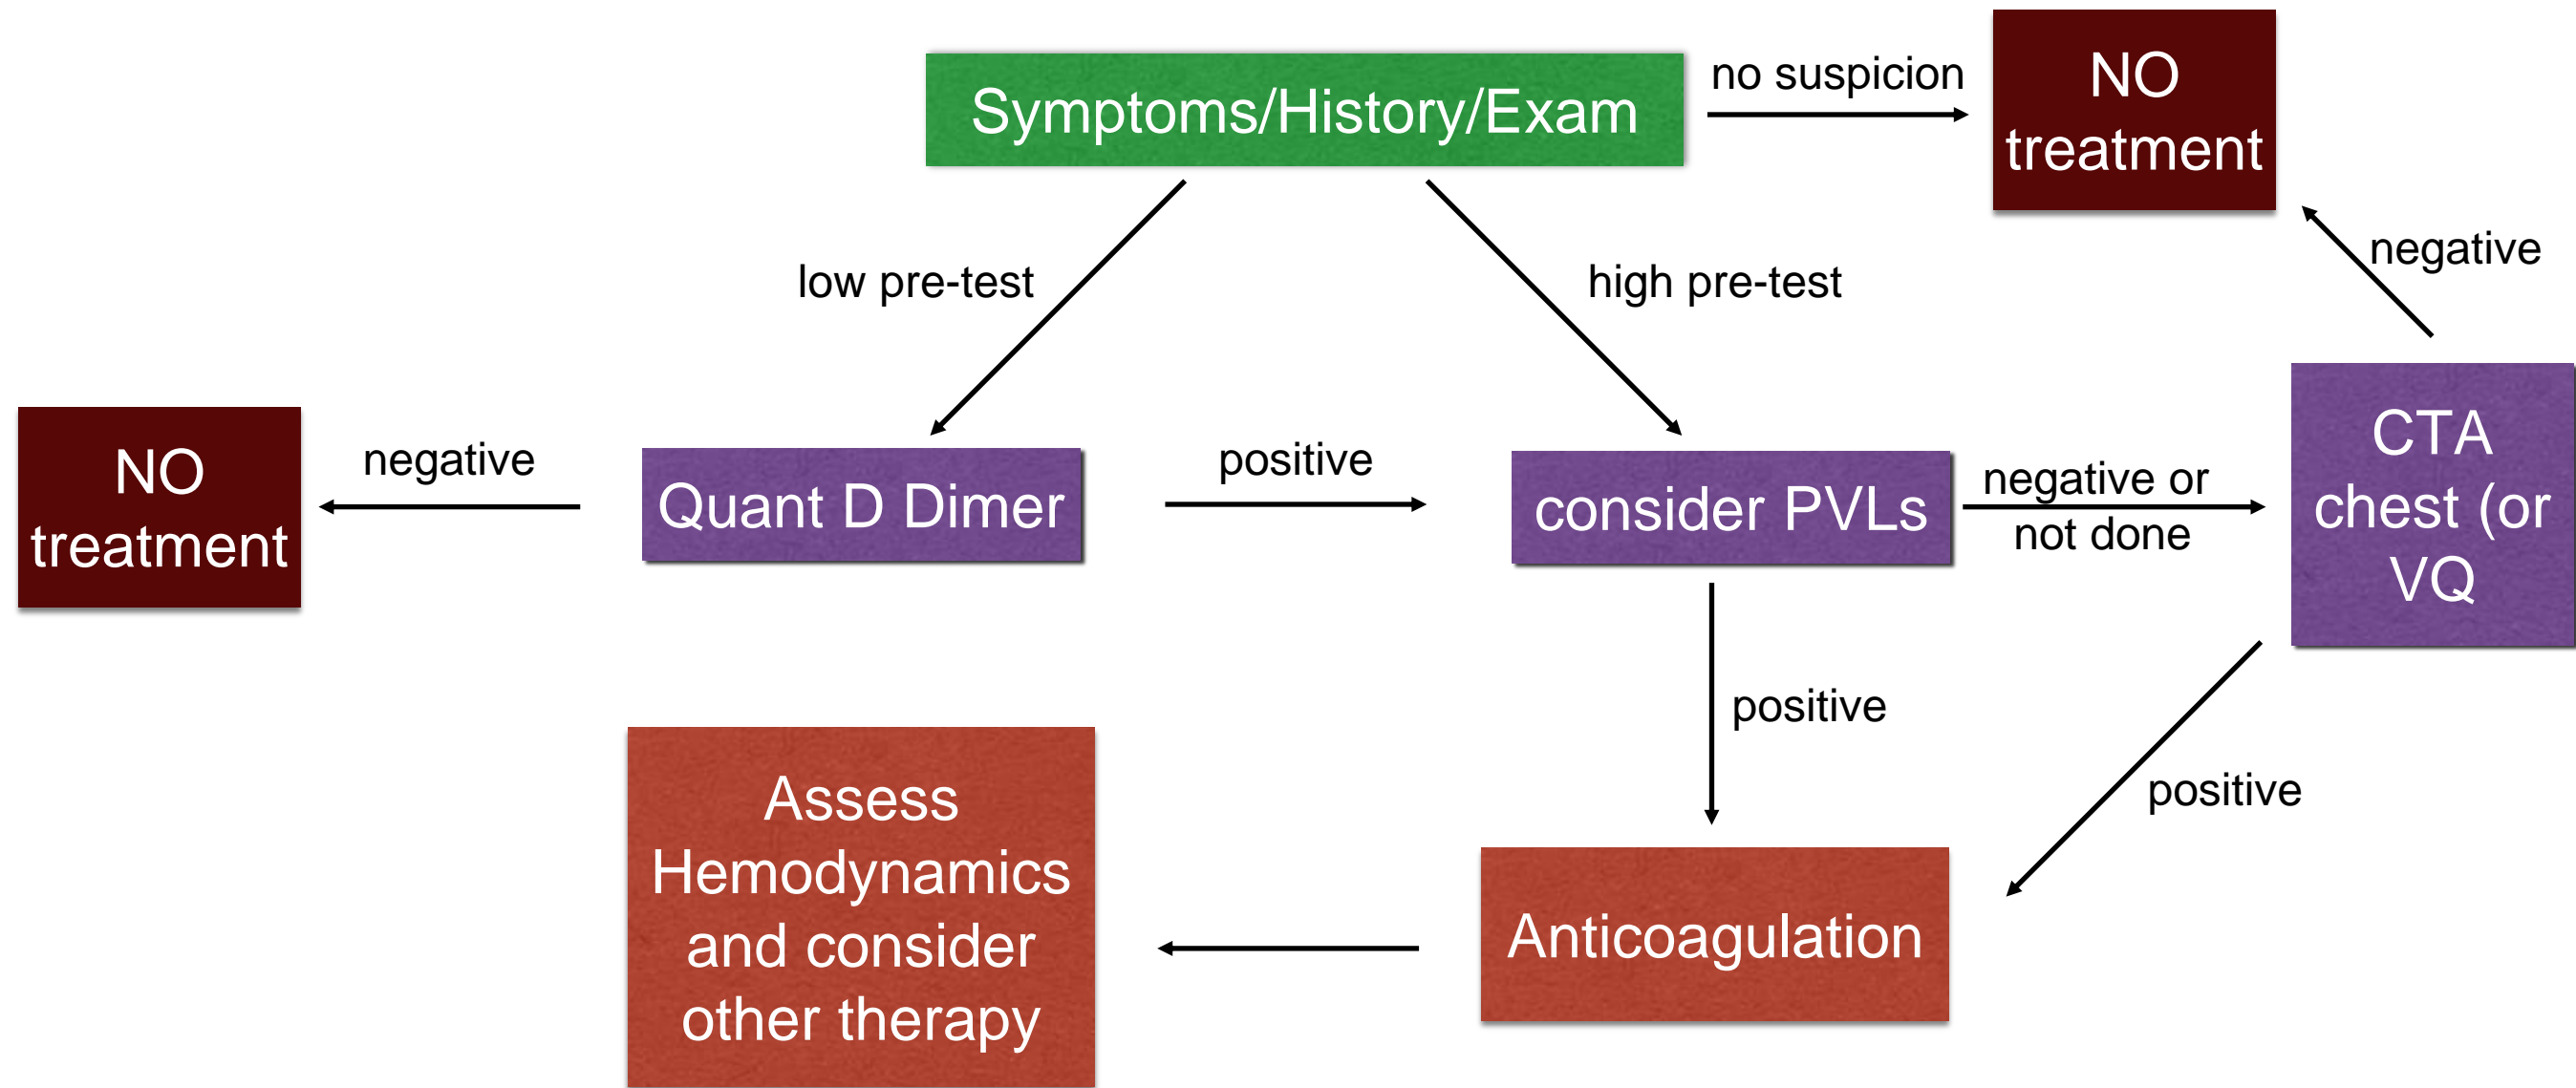 Symptoms/History/Exam
no suspicion
NO
treatment
low pre-test
high pre-test
negative
NO
treatment
negative
Quant D Dimer
positive
consider PVLs
negative or
not done
CTA
chest (or
VQ
positive
positive
Assess
Hemodynamics
and consider
other therapy
Anticoagulation